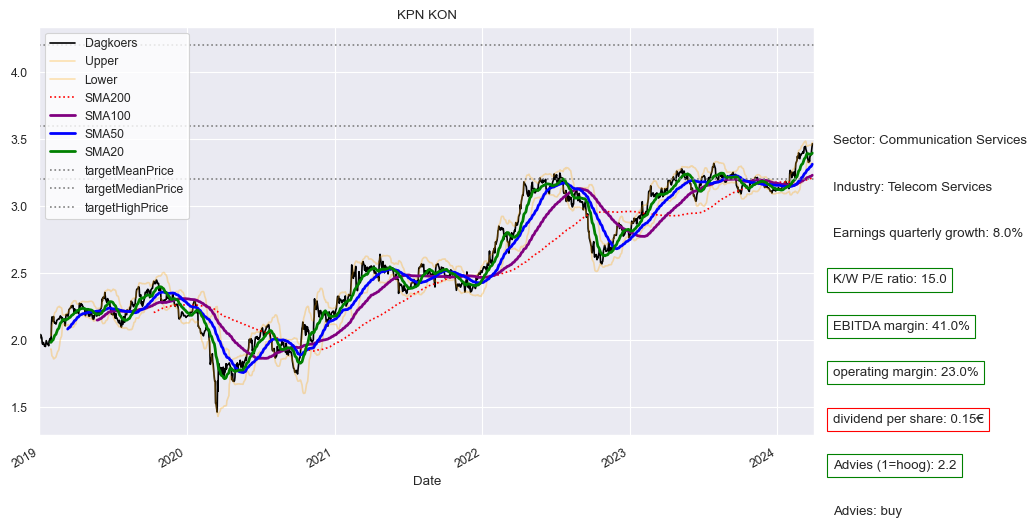 KPN KON
Dagkoers
Upper
Lower
SMA200
SMA100
SMA50
SMA20
targetMeanPrice
targetMedianPrice
targetHighPrice
4.0
3.5
3.0
2.5
2.0
1.5
2019
2020
2021
2022
2023
2024
Date
Sector: Communication Services
Industry: Telecom Services
Earnings quarterly growth: 8.0%
K/W P/E ratio: 15.0
EBITDA margin: 41.0%
operating margin: 23.0%
dividend per share: 0.15€
Advies (1=hoog): 2.2
Advies: buy